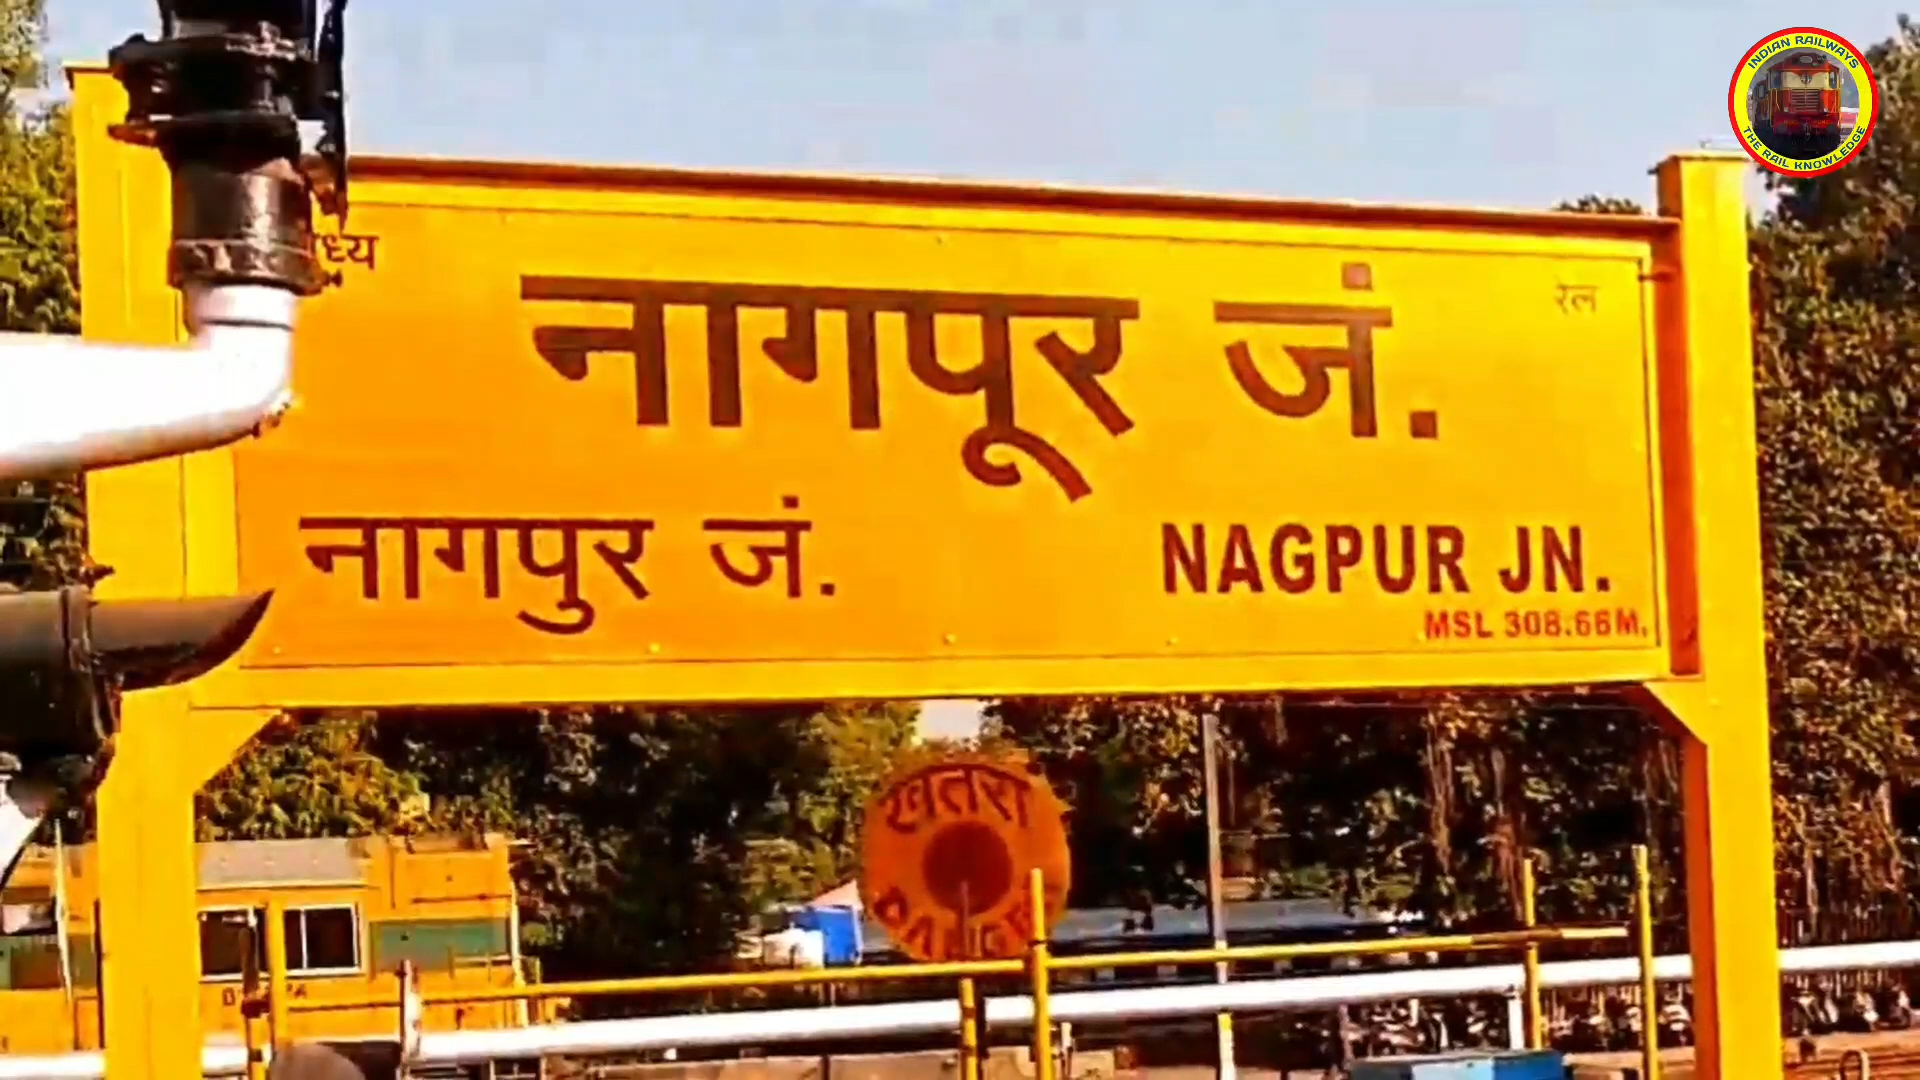 INDIAN RAILWAYS
THE RAIL KNOWLEDGE
रेल
नागपूर जं.
नागपुर जं.
NAGPUR JN.
MSL 308.66M.
खतरा